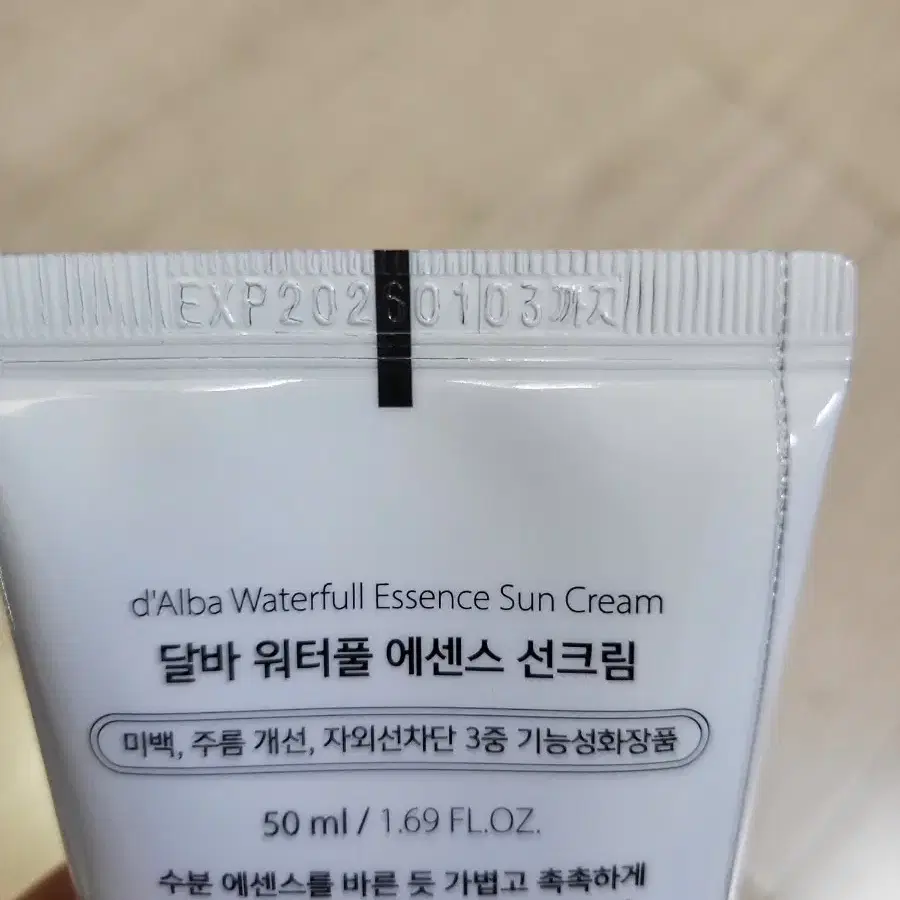 EXP20260103까지
d'Alba Waterfull Essence Sun Cream
달바 워터풀 에센스 선크림
미백, 주름 개선, 자외선차단 3중 기능성화장품
50 ml / 1.69 FL.OZ.
수분 에센스를 바른 듯 가볍고 촉촉하게